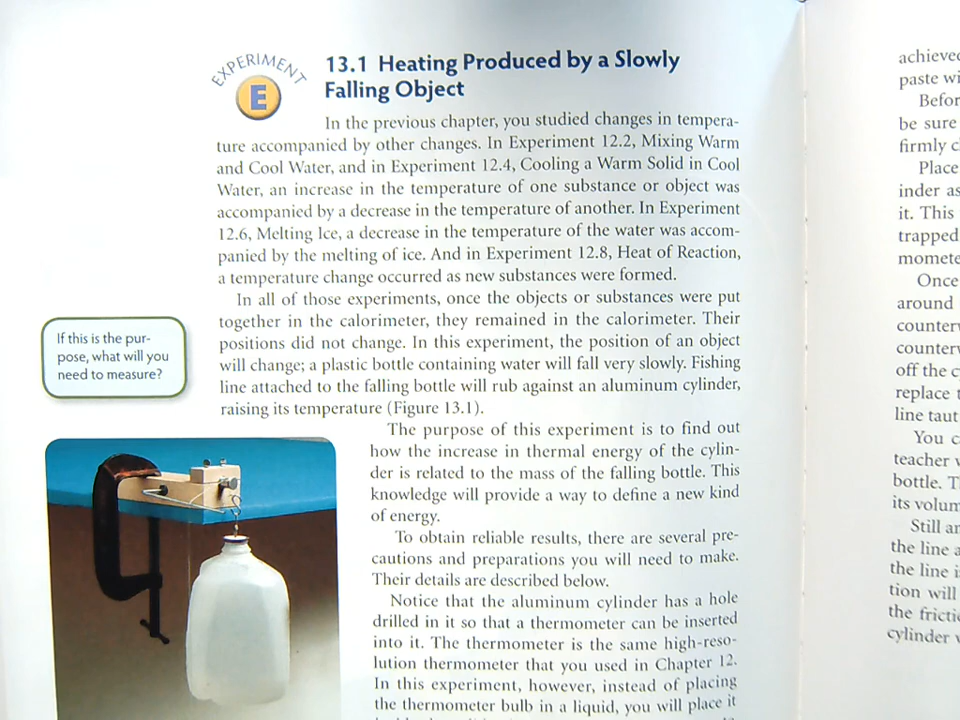 EXPERIMENT
E
13.1 Heating Produced by a Slowly
Falling Object
In the previous chapter, you studied changes in tempera-
ture accompanied by other changes. In Experiment 12.2, Mixing Warm
and Cool Water, and in Experiment 12.4, Cooling a Warm Solid in Cool
Water, an increase in the temperature of one substance or object was
accompanied by a decrease in the temperature of another. In Experiment
12.6, Melting Ice, a decrease in the temperature of the water was accom-
panied by the melting of ice. And in Experiment 12.8, Heat of Reaction,
a temperature change occurred as new substances were formed.
In all of those experiments, once the objects or substances were put
together in the calorimeter, they remained in the calorimeter. Their
positions did not change. In this experiment, the position of an object
will change; a plastic bottle containing water will fall very slowly. Fishing
line attached to the falling bottle will rub against an aluminum cylinder,
raising its temperature (Figure 13.1).
If this is the pur-
pose, what will you
need to measure?
The purpose of this experiment is to find out
how the increase in thermal energy of the cylin-
der is related to the mass of the falling bottle. This
knowledge will provide a way to define a new kind
of energy.
To obtain reliable results, there are several pre-
cautions and preparations you will need to make.
Their details are described below.
Notice that the aluminum cylinder has a hole
drilled in it so that a thermometer can be inserted
into it. The thermometer is the same high-reso-
lution thermometer that you used in Chapter 12.
In this experiment, however, instead of placing
the thermometer bulb in a liquid, you will place it
achieved
paste wi
Befor
be sure
firmly cl
Place
inder as
it. This
trapped
momete
Once
around
counterw
counterw
off the c
replace t
line taut
You c
teacher w
bottle. T
its volum
Still an
the line a
the line i
tion will
the frictio
cylinder w